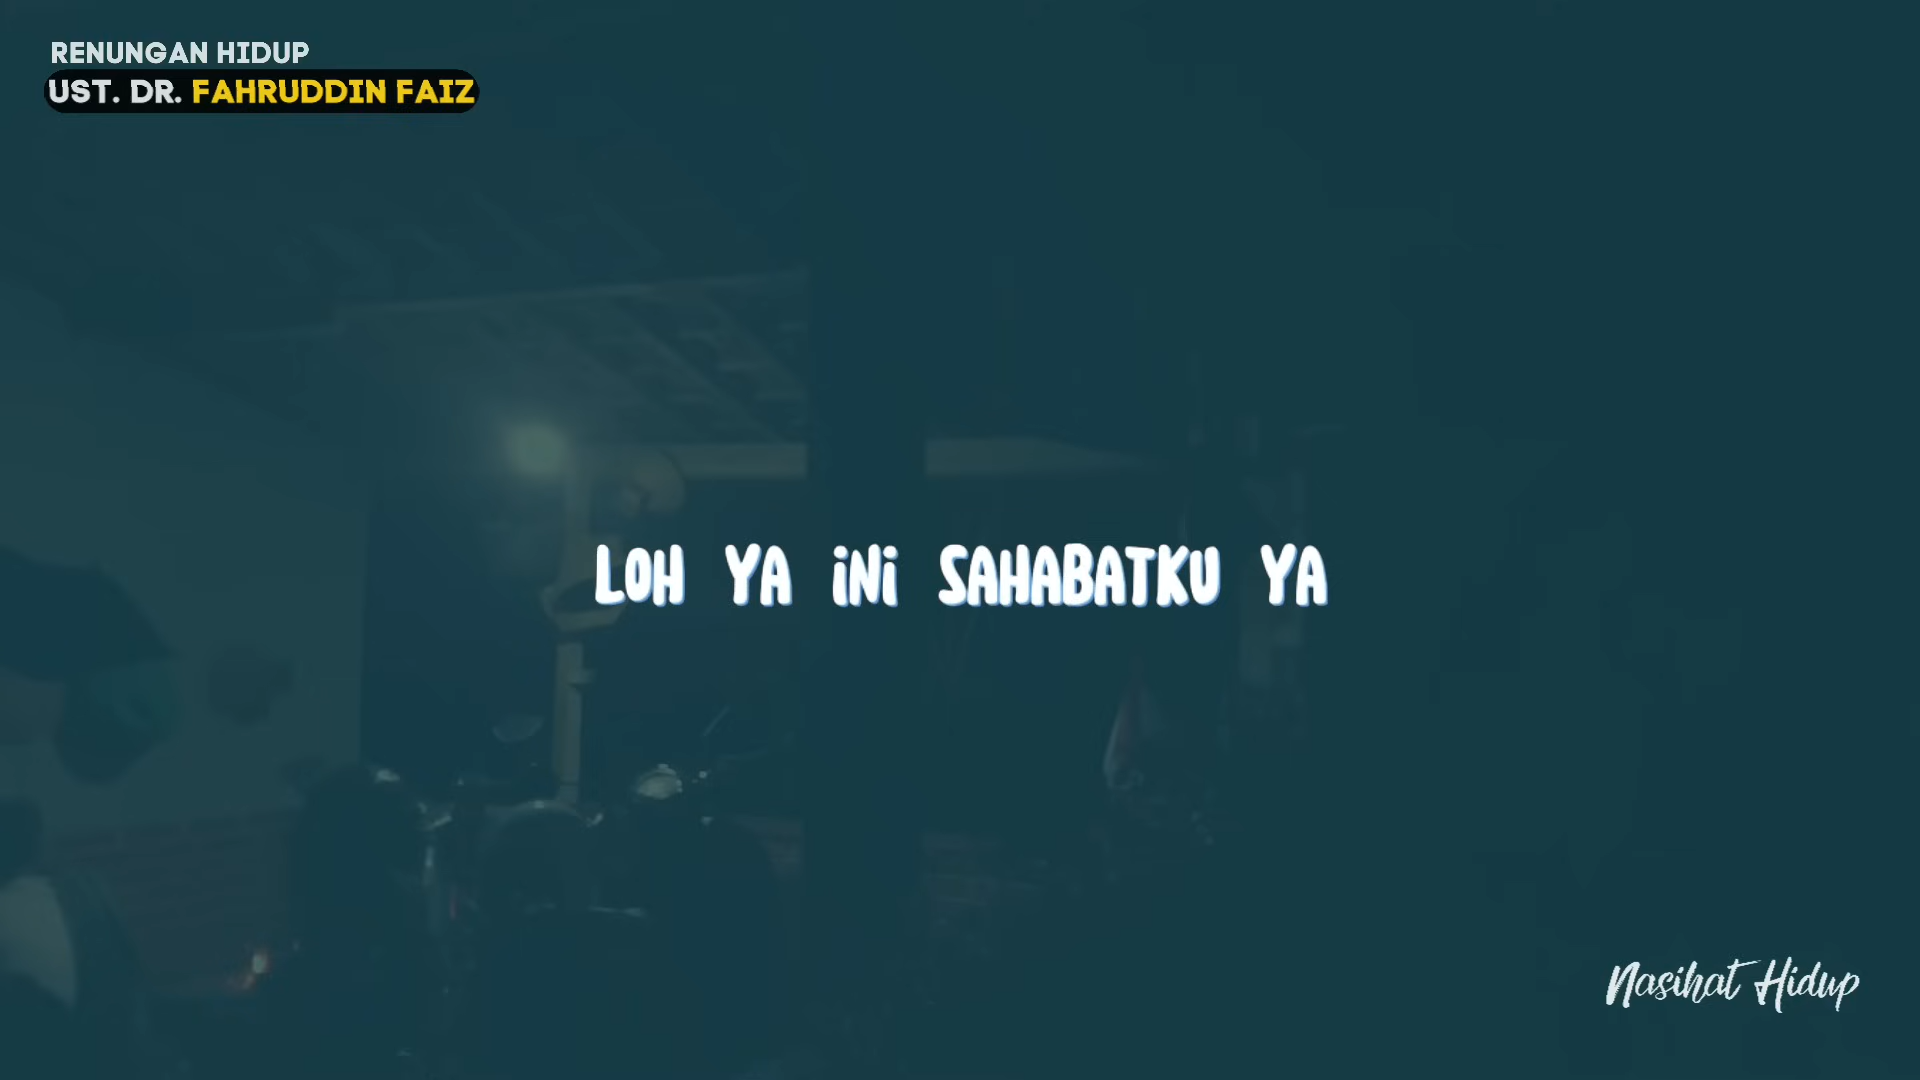 RENUNGAN HIDUP
UST. DR. FAHRUDDIN FAIZ
LOH YA iNi SAHABATKU YA
Nasihat Hidup